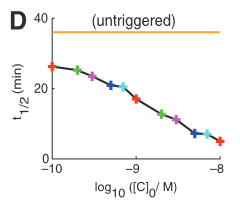 D
(untriggered)
40
20
0
t1/2 (min)
-10
-9
-8
log10 ([C]0/ M)